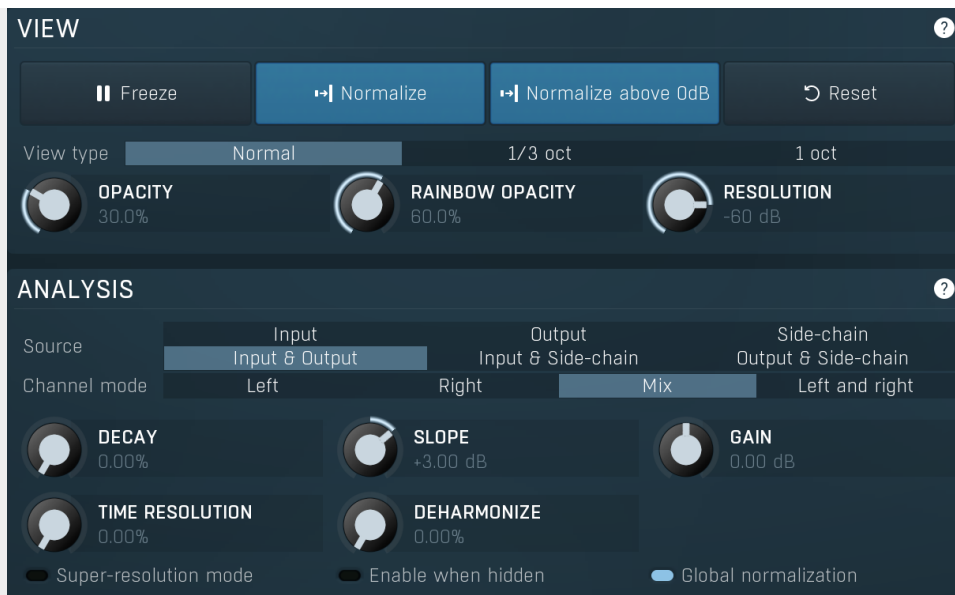 VIEW ?
Freeze Normalize Normalize above 0dB Reset
View type Normal 1/3 oct 1 oct
OPACITY RAINBOW OPACITY RESOLUTION
30.0% 60.0% -60 dB
ANALYSIS ?
Input Output Side-chain
Source
Input & Output Input & Side-chain Output & Side-chain
Channel mode Left Right Mix Left and right
DECAY SLOPE GAIN
0.00% +3.00 dB 0.00 dB
TIME RESOLUTION DEHARMONIZE
0.00% 0.00%
Super-resolution mode Enable when hidden Global normalization